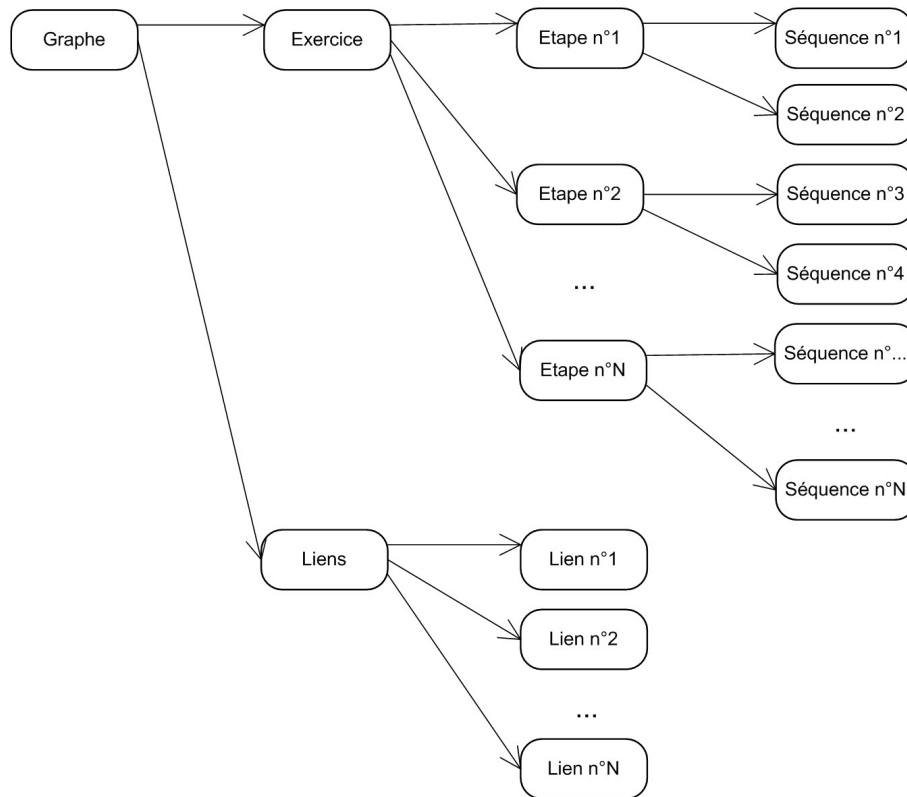 Graphe
Exercice
Etape n°1
Séquence n°1
Séquence n°2
Etape n°2
Séquence n°3
Séquence n°4
...
Etape n°N
Séquence n°...
...
Séquence n°N
Liens
Lien n°1
Lien n°2
...
Lien n°N